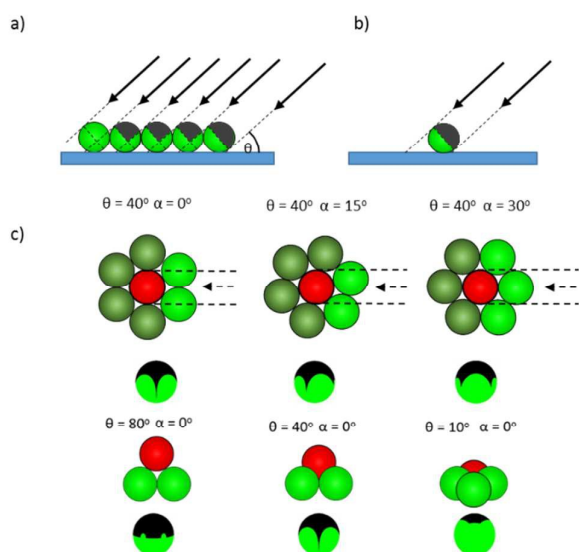 a)
b)
θ
θ = 40° α = 0°
θ = 40° α = 15°
θ = 40° α = 30°
c)
θ = 80° α = 0°
θ = 40° α = 0°
θ = 10° α = 0°